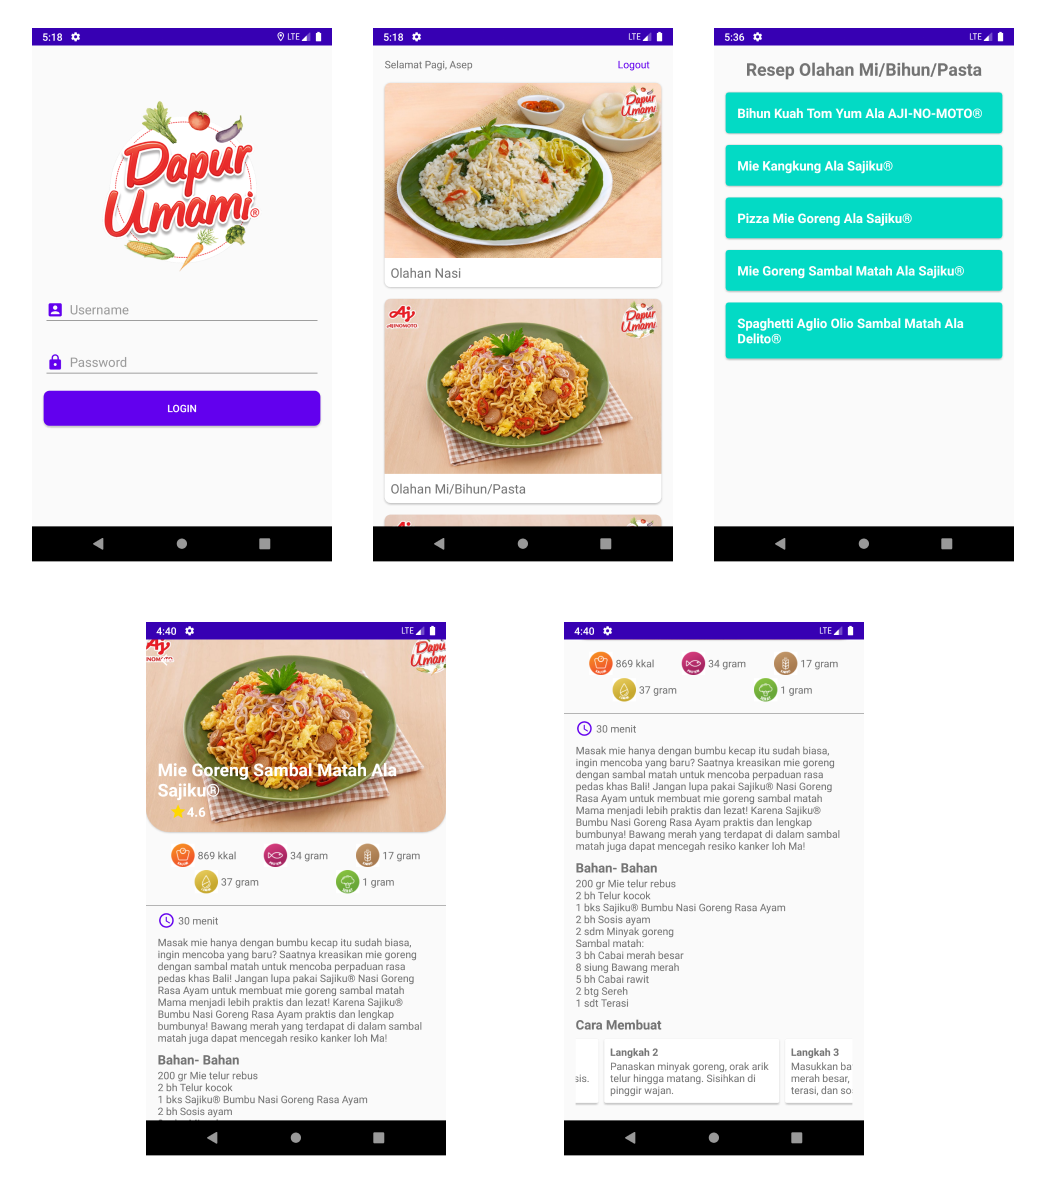 5:18
LTE
Dapur
Umami®
Username
Password
LOGIN
5:18
LTE
Selamat Pagi, Asep
Logout
Dapur
Umami
Olahan Nasi
Aj
AJINOMOTO
Dapur
Umami
Olahan Mi/Bihun/Pasta
5:36
LTE
Resep Olahan Mi/Bihun/Pasta
Bihun Kuah Tom Yum Ala AJI-NO-MOTO®
Mie Kangkung Ala Sajiku®
Pizza Mie Goreng Ala Sajiku®
Mie Goreng Sambal Matah Ala Sajiku®
Spaghetti Aglio Olio Sambal Matah Ala
Delito®
4:40
LTE
Mie Goreng Sambal Matah Ala
Sajiku®
4.6
869 kkal
34 gram
17 gram
37 gram
1 gram
30 menit
Masak mie hanya dengan bumbu kecap itu sudah biasa,
ingin mencoba yang baru? Saatnya kreasikan mie goreng
dengan sambal matah untuk mencoba perpaduan rasa
pedas khas Bali! Jangan lupa pakai Sajiku® Nasi Goreng
Rasa Ayam untuk membuat mie goreng sambal matah
Mama menjadi lebih praktis dan lezat! Karena Sajiku®
Bumbu Nasi Goreng Rasa Ayam praktis dan lengkap
bumbunya! Bawang merah yang terdapat di dalam sambal
matah juga dapat mencegah resiko kanker loh Ma!
Bahan- Bahan
200 gr Mie telur rebus
2 bh Telur kocok
1 bks Sajiku® Bumbu Nasi Goreng Rasa Ayam
2 bh Sosis ayam
4:40
LTE
869 kkal
34 gram
17 gram
37 gram
1 gram
30 menit
Masak mie hanya dengan bumbu kecap itu sudah biasa,
ingin mencoba yang baru? Saatnya kreasikan mie goreng
dengan sambal matah untuk mencoba perpaduan rasa
pedas khas Bali! Jangan lupa pakai Sajiku® Nasi Goreng
Rasa Ayam untuk membuat mie goreng sambal matah
Mama menjadi lebih praktis dan lezat! Karena Sajiku®
Bumbu Nasi Goreng Rasa Ayam praktis dan lengkap
bumbunya! Bawang merah yang terdapat di dalam sambal
matah juga dapat mencegah resiko kanker loh Ma!
Bahan- Bahan
200 gr Mie telur rebus
2 bh Telur kocok
1 bks Sajiku® Bumbu Nasi Goreng Rasa Ayam
2 bh Sosis ayam
2 sdm Minyak goreng
Sambal matah:
3 bh Cabai merah besar
8 siung Bawang merah
5 bh Cabai rawit
2 btg Sereh
1 sdt Terasi
Cara Membuat
sis.
Langkah 2
Panaskan minyak goreng, orak arik
telur hingga matang. Sisihkan di
pinggir wajan.
Langkah 3
Masukkan ba
merah besar,
terasi, dan so